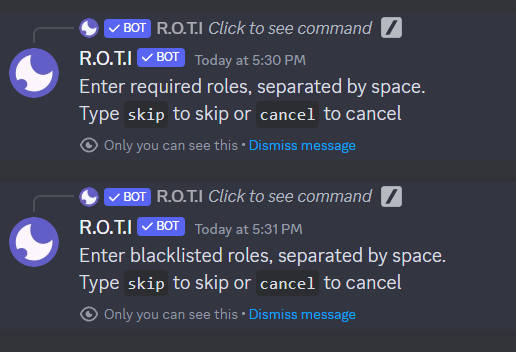 ✓ BOT R.O.T.I Click to see command
R.O.T.I ✓ BOT Today at 5:30 PM
Enter required roles, separated by space.
Type skip to skip or cancel to cancel
Only you can see this • Dismiss message
✓ BOT R.O.T.I Click to see command
R.O.T.I ✓ BOT Today at 5:31 PM
Enter blacklisted roles, separated by space.
Type skip to skip or cancel to cancel
Only you can see this • Dismiss message